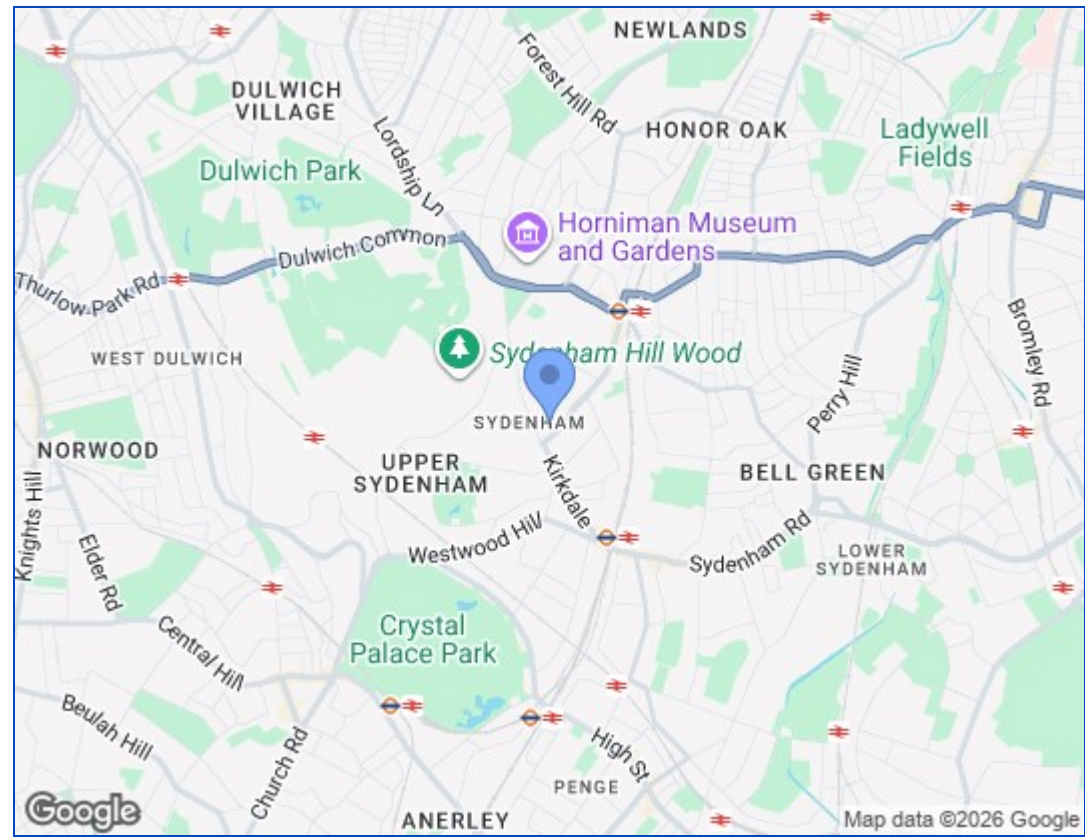 NEWLANDS
Forest Hill Rd
DULWICH
VILLAGE
Lordship Ln
HONOR OAK
Ladywell
Fields
Dulwich Park
Horniman Museum
and Gardens
Dulwich Common
Thurlow Park Rd
Bromley Rd
WEST DULWICH
Sydenham Hill Wood
Perry Hill
SYDENHAM
NORWOOD
UPPER
SYDENHAM
Kirkdale
BELL GREEN
Knights Hill
Westwood Hill
Sydenham Rd
LOWER
SYDENHAM
Elder Rd
Crystal
Palace Park
Central Hill
Beulah Hill
Church Rd
High St
PENGE
ANERLEY
Google
Map data ©2026 Google